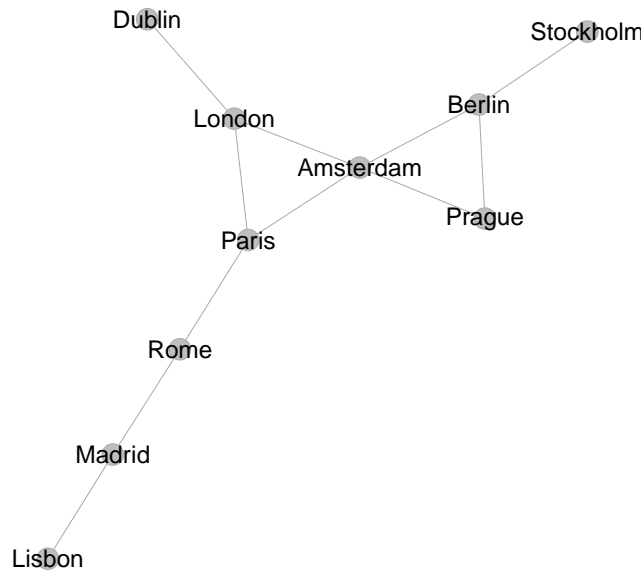 Dublin
Stockholm
Berlin
London
Amsterdam
Prague
Paris
Rome
Madrid
Lisbon